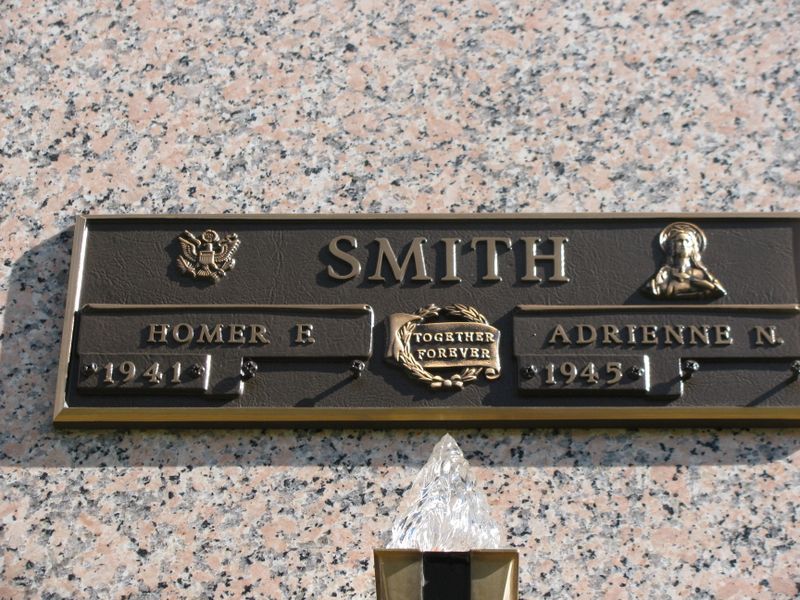 SMITH
HOMER F.
1941
TOGETHER
FOREVER
ADRIENNE N.
1945